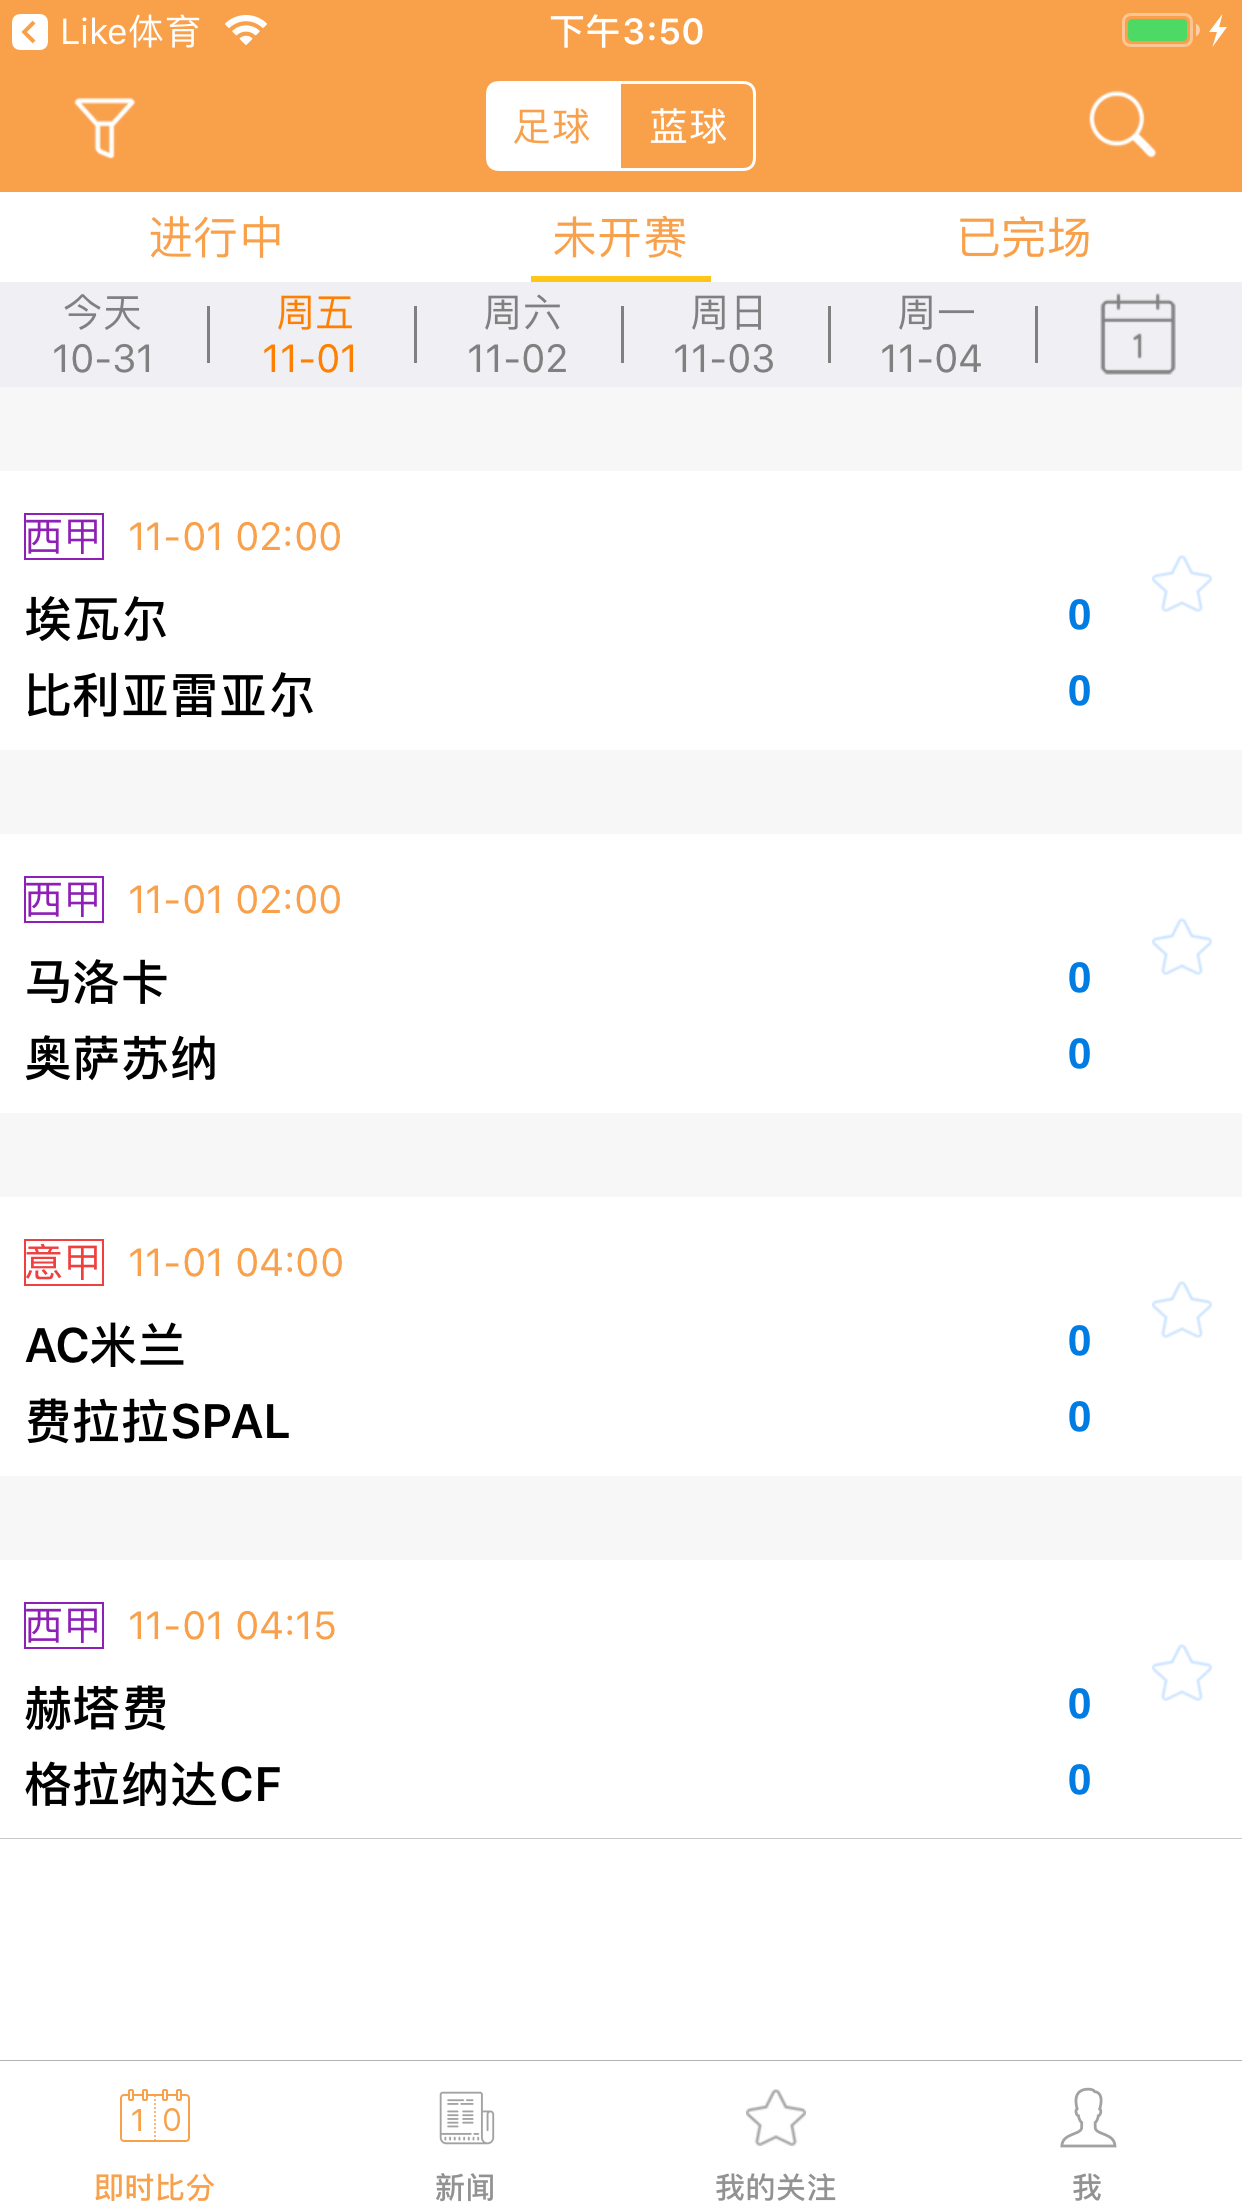 Like体育 下午3:50
足球 蓝球
进行中 未开赛 已完场
今天 周五 周六 周日 周一
10-31 11-01 11-02 11-03 11-04 1
西甲 11-01 02:00
埃瓦尔 0
比利亚雷亚尔 0
西甲 11-01 02:00
马洛卡 0
奥萨苏纳 0
意甲 11-01 04:00
AC米兰 0
费拉拉SPAL 0
西甲 11-01 04:15
赫塔费 0
格拉纳达CF 0
1 0
即时比分 新闻 我的关注 我